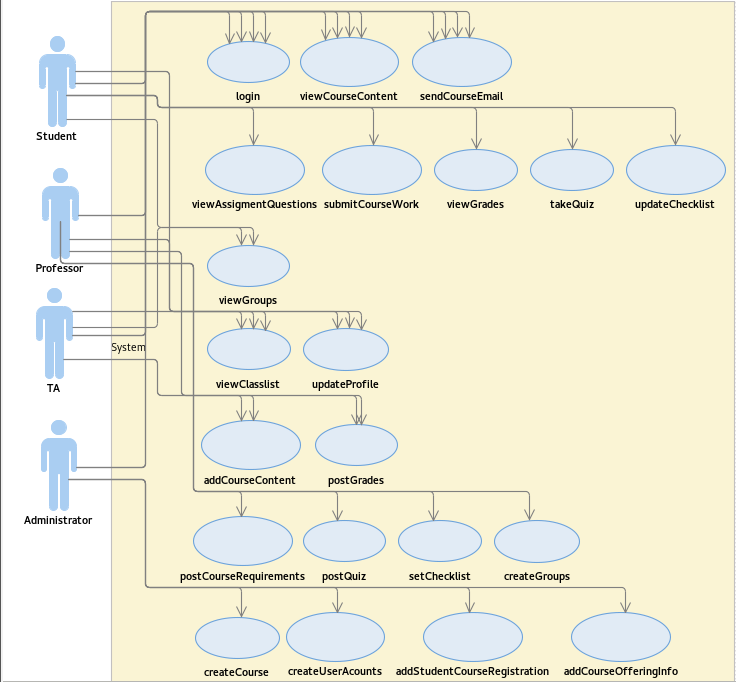 login
viewCourseContent
sendCourseEmail
Student
viewAssigmentQuestions
submitCourseWork
viewGrades
takeQuiz
updateChecklist
Professor
viewGroups
System
TA
viewClasslist
updateProfile
addCourseContent
postGrades
Administrator
postCourseRequirements
postQuiz
setChecklist
createGroups
createCourse
createUserAcounts
addStudentCourseRegistration
addCourseOfferingInfo